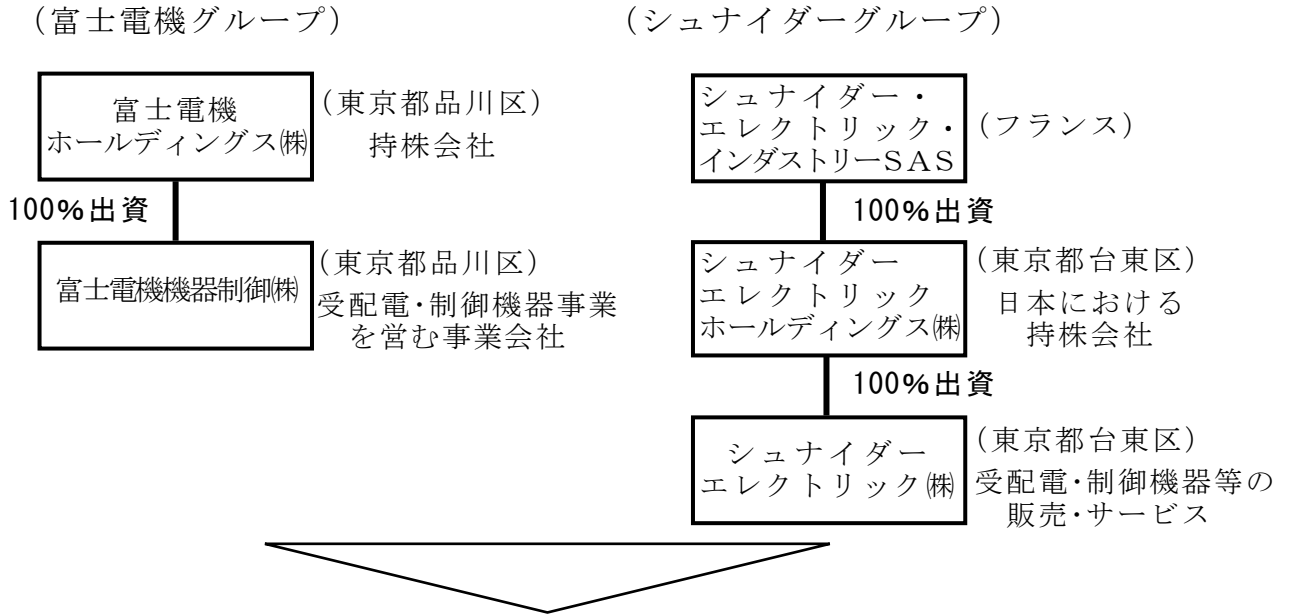 (富士電機グループ)
富士電機
ホールディングス㈱
(東京都品川区)
持株会社
100%出資
富士電機機器制御㈱
(東京都品川区)
受配電・制御機器事業
を営む事業会社
(シュナイダーグループ)
シュナイダー・
エレクトリック・
インダストリーSAS
(フランス)
100%出資
シュナイダー
エレクトリック
ホールディングス㈱
(東京都台東区)
日本における
持株会社
100%出資
シュナイダー
エレクトリック㈱
(東京都台東区)
受配電・制御機器等の
販売・サービス